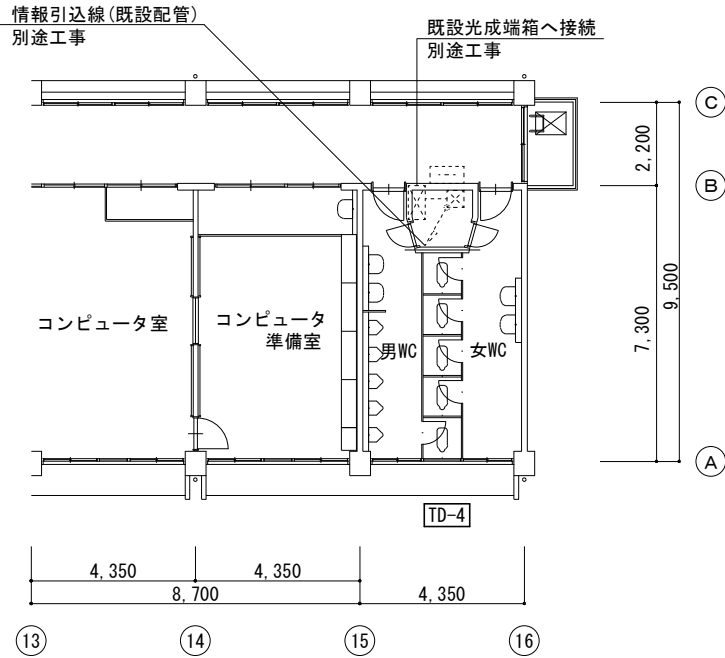 情報引込線(既設配管)
別途工事
既設光成端箱へ接続
別途工事
C
B
A
2,200
7,300
9,500
コンピュータ室
コンピュータ
準備室
男WC
女WC
TD-4
4,350
4,350
8,700
4,350
13
14
15
16